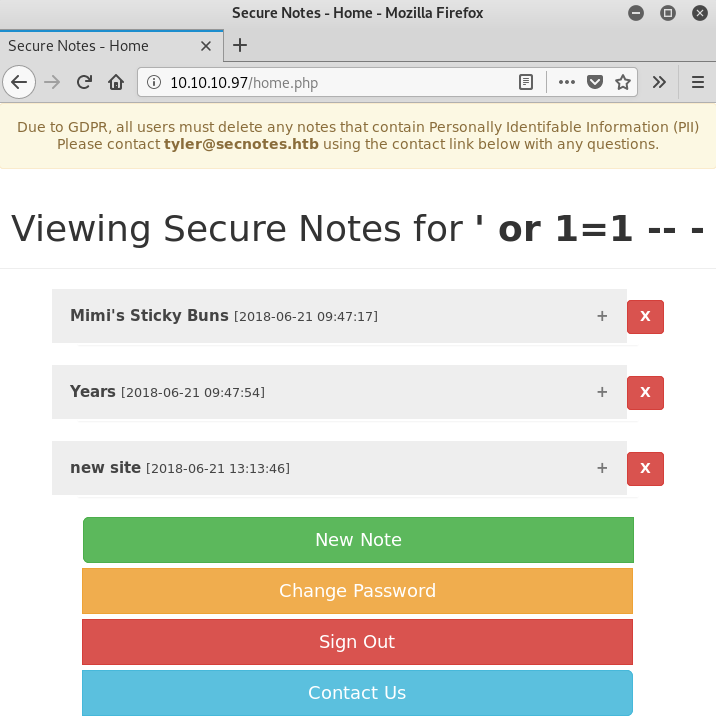 Secure Notes - Home - Mozilla Firefox
Secure Notes - Home
10.10.10.97/home.php
Due to GDPR, all users must delete any notes that contain Personally Identifable Information (PII)
Please contact tyler@secnotes.htb using the contact link below with any questions.
Viewing Secure Notes for ' or 1=1 -- -
Mimi's Sticky Buns [2018-06-21 09:47:17] + X
Years [2018-06-21 09:47:54] + X
new site [2018-06-21 13:13:46] + X
New Note
Change Password
Sign Out
Contact Us